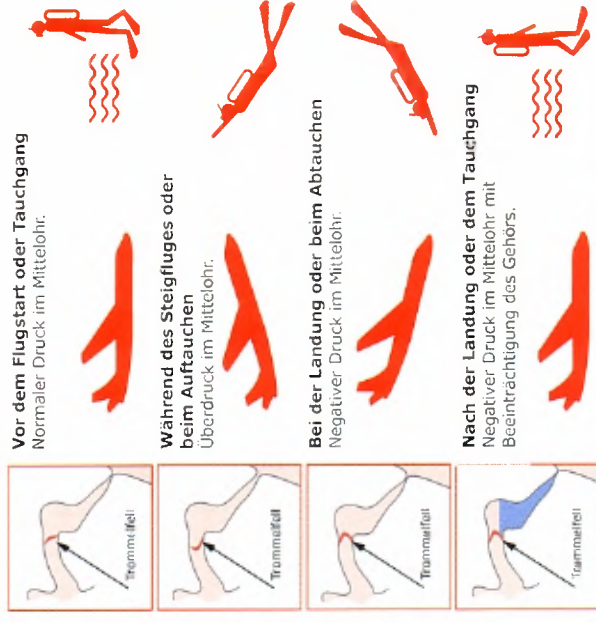 Vor dem Flugstart oder Tauchgang
Normaler Druck im Mittelohr.
Trommelfell
Während des Steigfluges oder
beim Auftauchen
Überdruck im Mittelohr.
Trommelfell
Bei der Landung oder beim Abtauchen
Negativer Druck im Mittelohr.
Trommelfell
Nach der Landung oder dem Tauchgang
Negativer Druck im Mittelohr mit
Beeinträchtigung des Gehörs.
Trommelfell